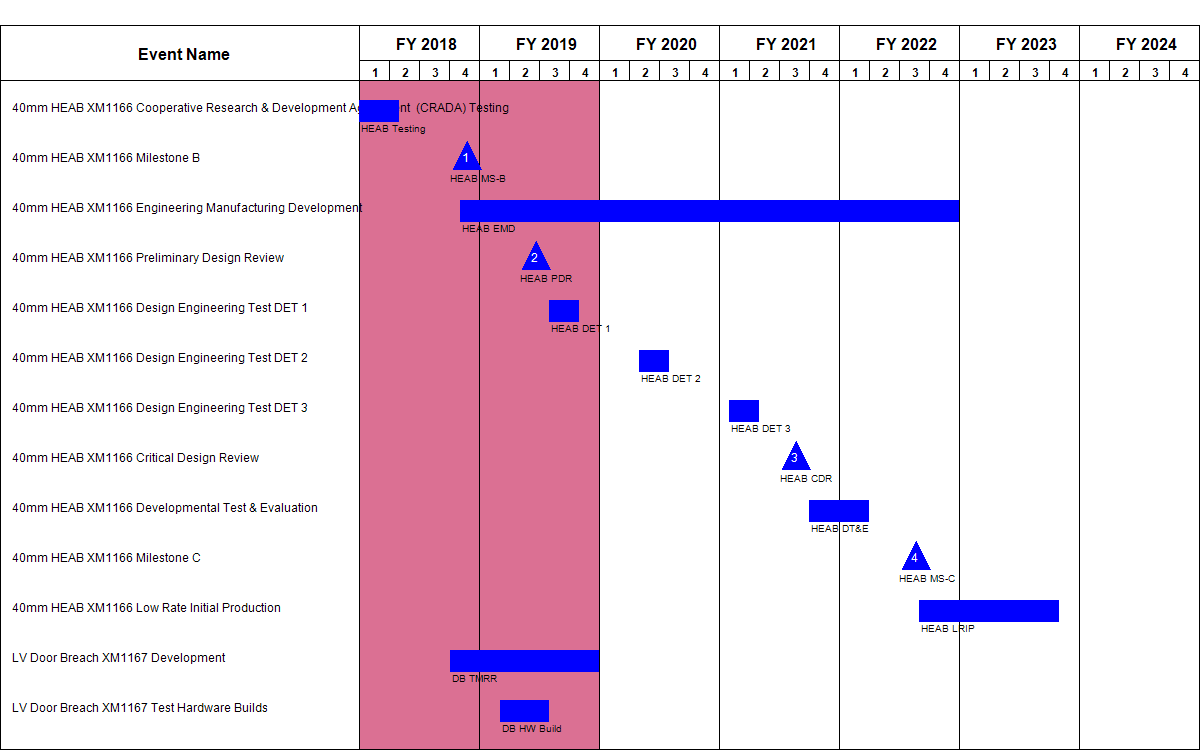 Event Name
FY 2018 FY 2019 FY 2020 FY 2021 FY 2022 FY 2023 FY 2024
1 2 3 4 1 2 3 4 1 2 3 4 1 2 3 4 1 2 3 4 1 2 3 4 1 2 3 4
40mm HEAB XM1166 Cooperative Research & Development nt (CRADA) Testing
HEAB Testing
40mm HEAB XM1166 Milestone B
1
HEAB MS-B
40mm HEAB XM1166 Engineering Manufacturing Development
HEAB EMD
40mm HEAB XM1166 Preliminary Design Review
2
HEAB PDR
40mm HEAB XM1166 Design Engineering Test DET 1
HEAB DET 1
40mm HEAB XM1166 Design Engineering Test DET 2
HEAB DET 2
40mm HEAB XM1166 Design Engineering Test DET 3
HEAB DET 3
40mm HEAB XM1166 Critical Design Review
3
HEAB CDR
40mm HEAB XM1166 Developmental Test & Evaluation
HEAB DT&E
40mm HEAB XM1166 Milestone C
4
HEAB MS-C
40mm HEAB XM1166 Low Rate Initial Production
HEAB LRIP
LV Door Breach XM1167 Development
DB TMRR
LV Door Breach XM1167 Test Hardware Builds
DB HW Build